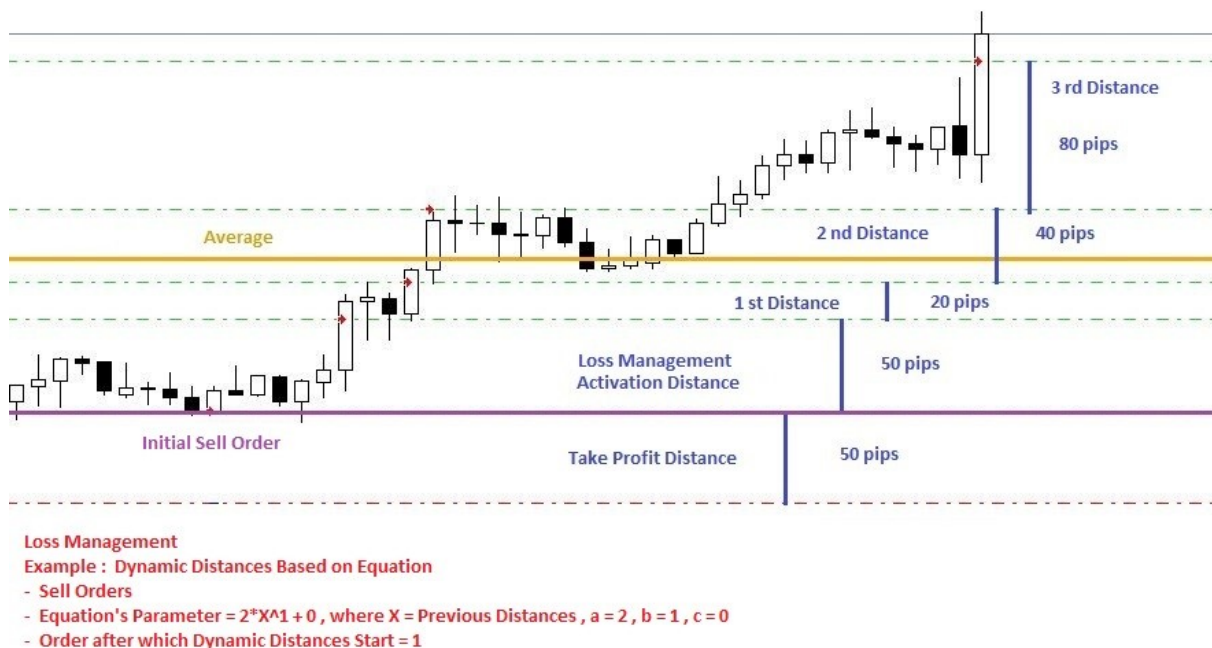 3 rd Distance
80 pips
Average
2 nd Distance
40 pips
1 st Distance
20 pips
Loss Management
Activation Distance
50 pips
Initial Sell Order
Take Profit Distance
50 pips
Loss Management
Example : Dynamic Distances Based on Equation
- Sell Orders
- Equation's Parameter = 2*X^1 + 0 , where X = Previous Distances , a = 2 , b = 1 , c = 0
- Order after which Dynamic Distances Start = 1